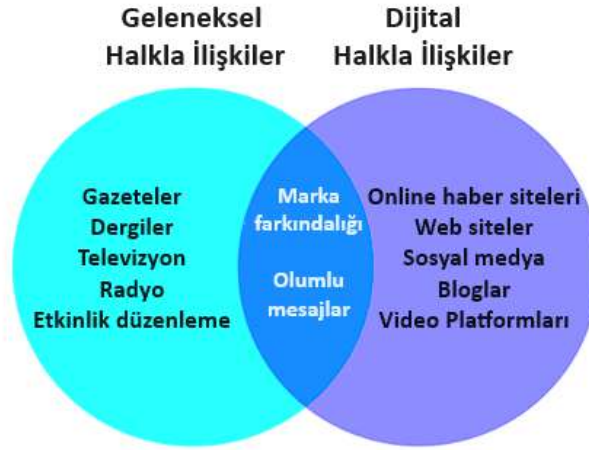 Geleneksel
Halkla İlişkiler
Dijital
Halkla İlişkiler
Gazeteler
Dergiler
Televizyon
Radyo
Etkinlik düzenleme
Marka
farkındalığı
Olumlu
mesajlar
Online haber siteleri
Web siteler
Sosyal medya
Bloglar
Video Platformları